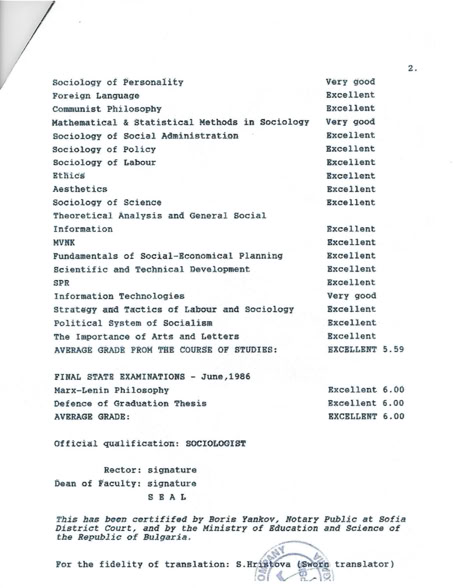 2.
Sociology of Personality Very good
Foreign Language Excellent
Communist Philosophy Excellent
Mathematical & Statistical Methods in Sociology Very good
Sociology of Social Administration Excellent
Sociology of Policy Excellent
Sociology of Labour Excellent
Ethics Excellent
Aesthetics Excellent
Sociology of Science Excellent
Theoretical Analysis and General Social
Information Excellent
MVNK Excellent
Fundamentals of Social-Economical Planning Excellent
Scientific and Technical Development Excellent
SPR Excellent
Information Technologies Very good
Strategy and Tactics of Labour and Sociology Excellent
Political System of Socialism Excellent
The Importance of Arts and Letters Excellent
AVERAGE GRADE FROM THE COURSE OF STUDIES: EXCELLENT 5.59
FINAL STATE EXAMINATIONS - June,1986
Marx-Lenin Philosophy Excellent 6.00
Defence of Graduation Thesis Excellent 6.00
AVERAGE GRADE: EXCELLENT 6.00
Official qualification: SOCIOLOGIST
Rector: signature
Dean of Faculty: signature
S E A L
This has been certififed by Boris Yankov, Notary Public at Sofia
District Court, and by the Ministry of Education and Science of
the Republic of Bulgaria.
For the fidelity of translation: S.Hristova (Sworn translator)